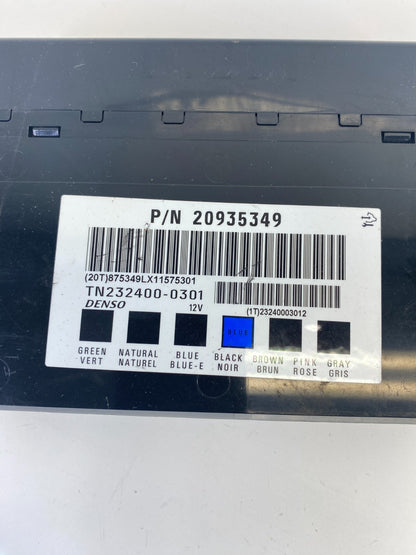 P/N 20935349
(20T)875349LX11575301
TN232400-0301
DENSO 12V
(1T)23240003012
BLUE
GREEN NATURAL BLUE BLACK BROWN PINK GRAY
VERT NATUREL BLUE-E NOIR BRUN ROSE GRIS